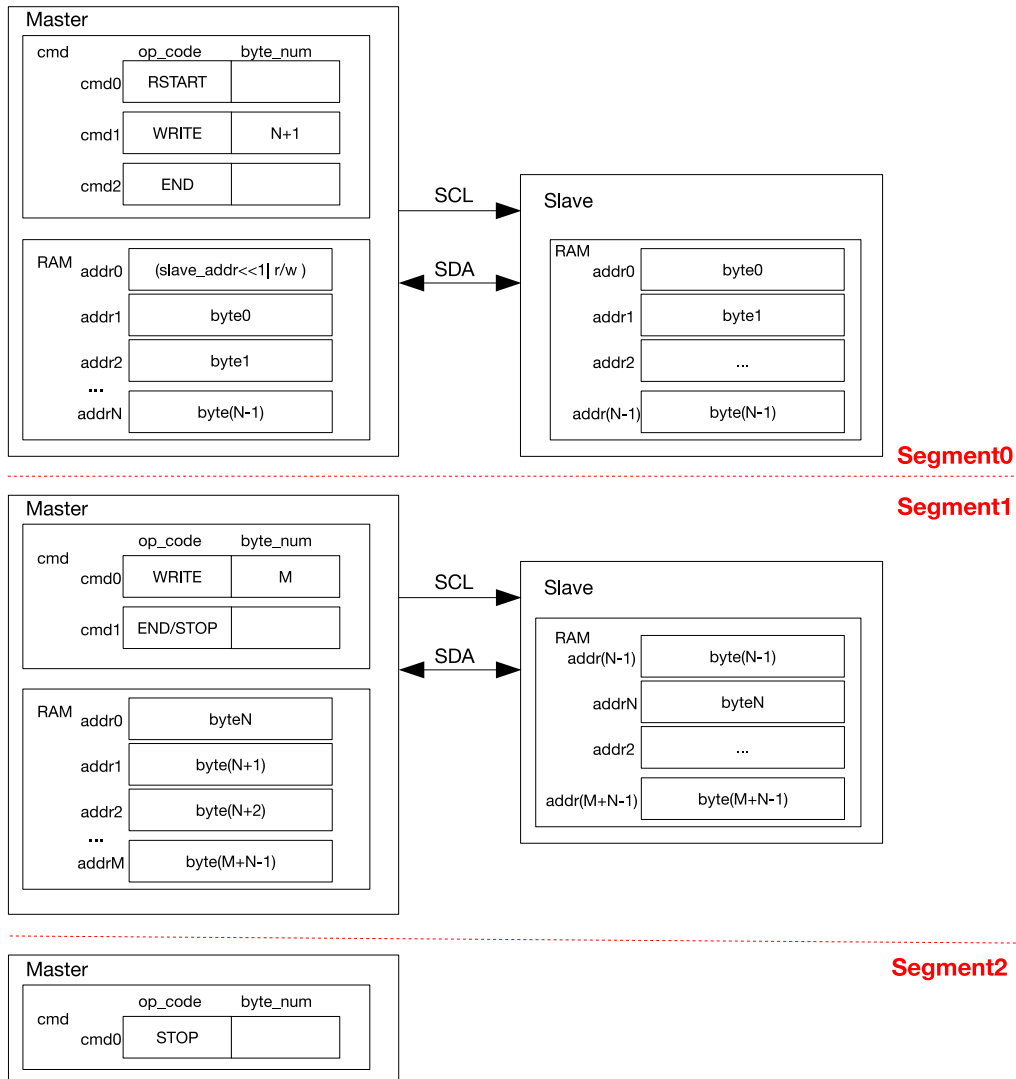 Master
cmd op_code byte_num
cmd0 RSTART
cmd1 WRITE N+1
cmd2 END
RAM
addr0 (slave_addr<<1| r/w )
addr1 byte0
addr2 byte1
...
addrN byte(N-1)
SCL
SDA
Slave
RAM
addr0 byte0
addr1 byte1
addr2 ...
addr(N-1) byte(N-1)
Segment0
Segment1
Master
cmd op_code byte_num
cmd0 WRITE M
cmd1 END/STOP
RAM
addr0 byteN
addr1 byte(N+1)
addr2 byte(N+2)
...
addrM byte(M+N-1)
SCL
SDA
Slave
RAM
addr(N-1) byte(N-1)
addrN byteN
addr2 ...
addr(M+N-1) byte(M+N-1)
Segment2
Master
cmd op_code byte_num
cmd0 STOP